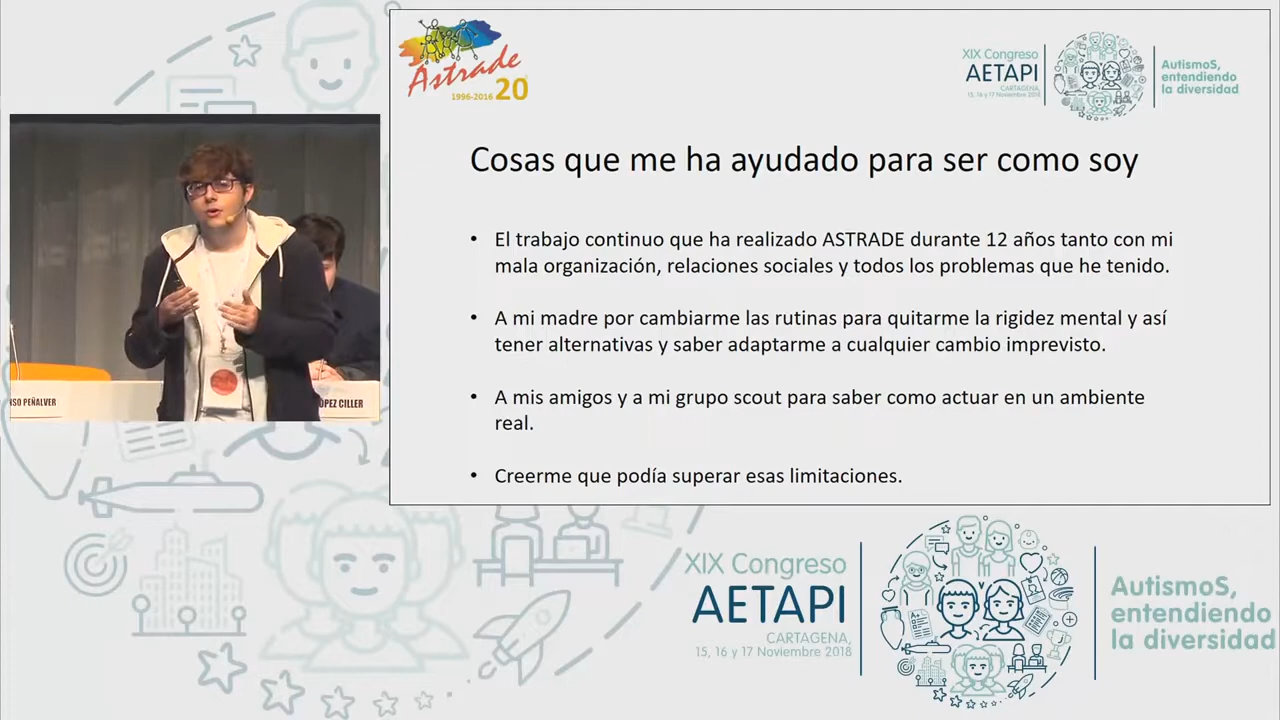 Astrade
1996-2016 20
XIX Congreso
AETAPI
CARTAGENA,
15, 16 y 17 Noviembre 2018
AutismoS,
entendiendo
la diversidad
Cosas que me ha ayudado para ser como soy
• El trabajo continuo que ha realizado ASTRADE durante 12 años tanto con mi
mala organización, relaciones sociales y todos los problemas que he tenido.
• A mi madre por cambiarme las rutinas para quitarme la rigidez mental y así
tener alternativas y saber adaptarme a cualquier cambio imprevisto.
• A mis amigos y a mi grupo scout para saber como actuar en un ambiente
real.
• Creerme que podía superar esas limitaciones.
PEÑALVER
CILLER
XIX Congreso
AETAPI
CARTAGENA,
15, 16 y 17 Noviembre 2018
AutismoS,
entendiendo
la diversidad